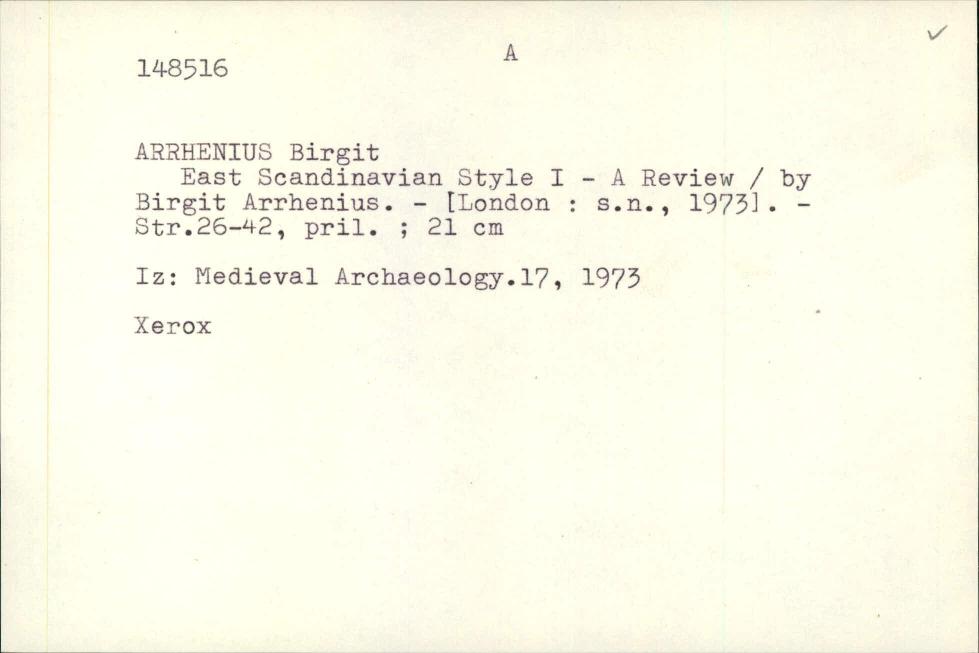 A
148516
ARRHENIUS Birgit
East Scandinavian Style I - A Review / by
Birgit Arrhenius. - [London : s.n., 1973]. -
Str.26-42, pril. ; 21 cm
Iz: Medieval Archaeology.17, 1973
Xerox